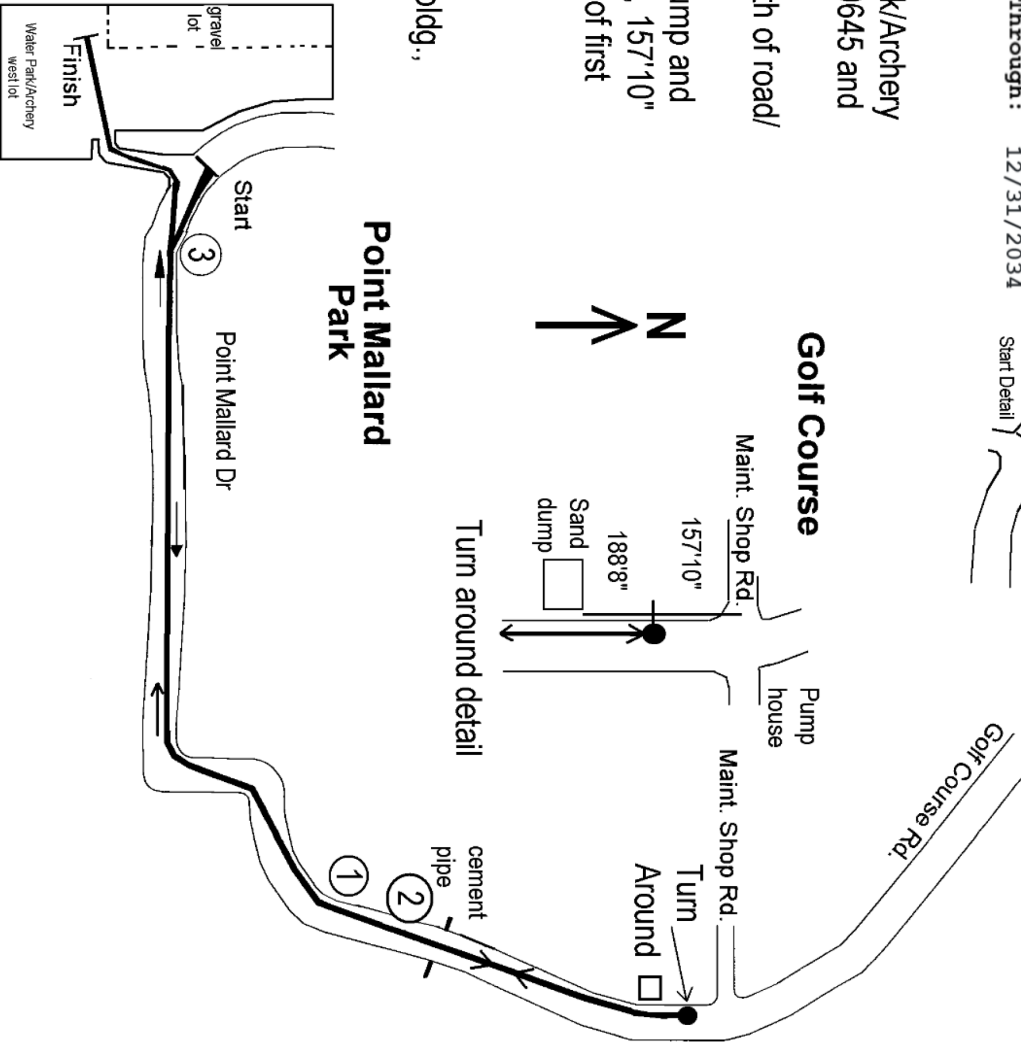 Through: 12/31/2034
k/Archery
0645 and
th of road/
ump and
, 157'10"
of first
bldg.,
Start Detail
Golf Course
N
Point Mallard
Park
Maint. Shop Rd.
157'10"
188'8"
Sand
dump
Pump
house
Turn around detail
Golf Course Rd.
Maint. Shop Rd.
Turn
Around
cement
pipe
2
1
Point Mallard Dr
Start
3
gravel
lot
Finish
Water Park/Archery
west lot